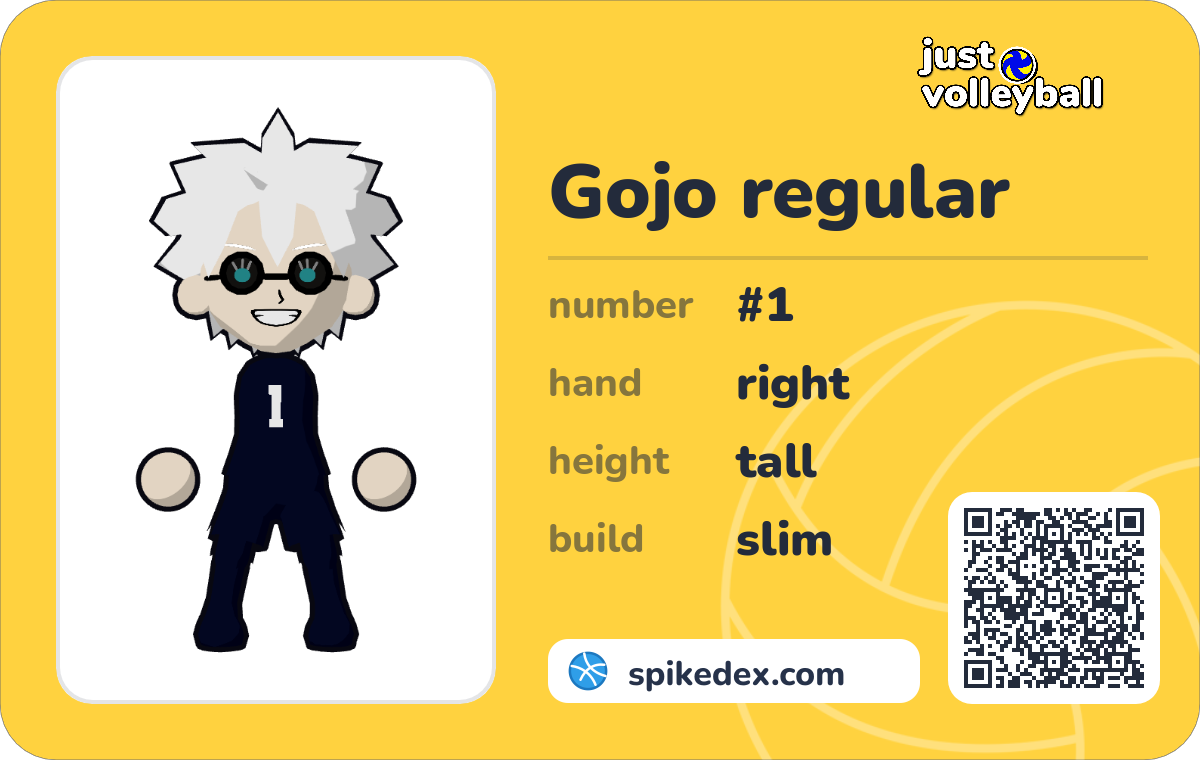 just
volleyball
Gojo regular
number #1
hand right
height tall
build slim
1
spikedex.com